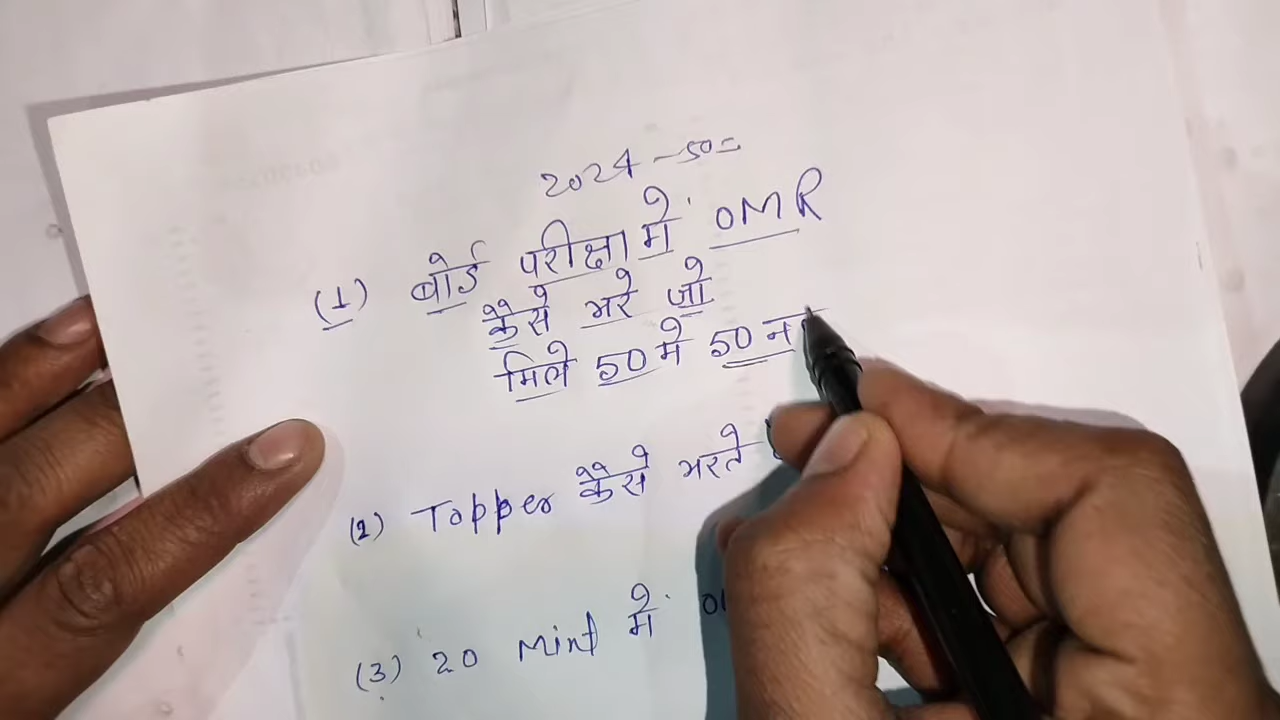 2024 - 50 =
(1) बोर्ड परीक्षा में OMR
कैसे भरे जो
मिले 50 मे 50
(2) Topper कैसे भरते
(3) 20 Mint में